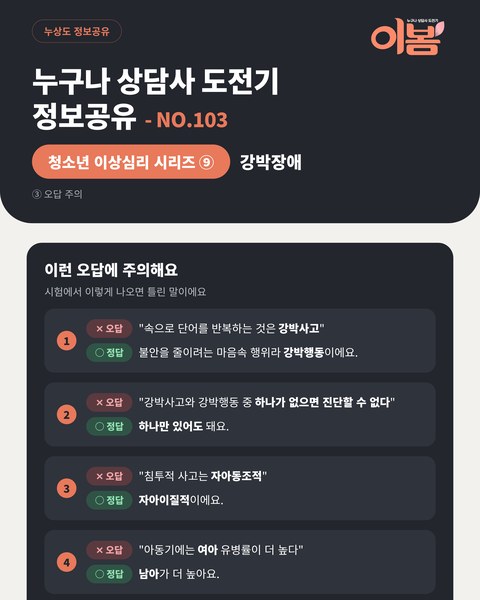 누상도 정보공유
누구나 상담사 도전기
이봄
누구나 상담사 도전기
정보공유 - NO.103
청소년 이상심리 시리즈 ⑨ 강박장애
③ 오답 주의
이런 오답에 주의해요
시험에서 이렇게 나오면 틀린 말이에요
1
× 오답 "속으로 단어를 반복하는 것은 강박사고"
○ 정답 불안을 줄이려는 마음속 행위라 강박행동이에요.
2
× 오답 "강박사고와 강박행동 중 하나가 없으면 진단할 수 없다"
○ 정답 하나만 있어도 돼요.
3
× 오답 "침투적 사고는 자아동조적"
○ 정답 자아이질적이에요.
4
× 오답 "아동기에는 여아 유병률이 더 높다"
○ 정답 남아가 더 높아요.